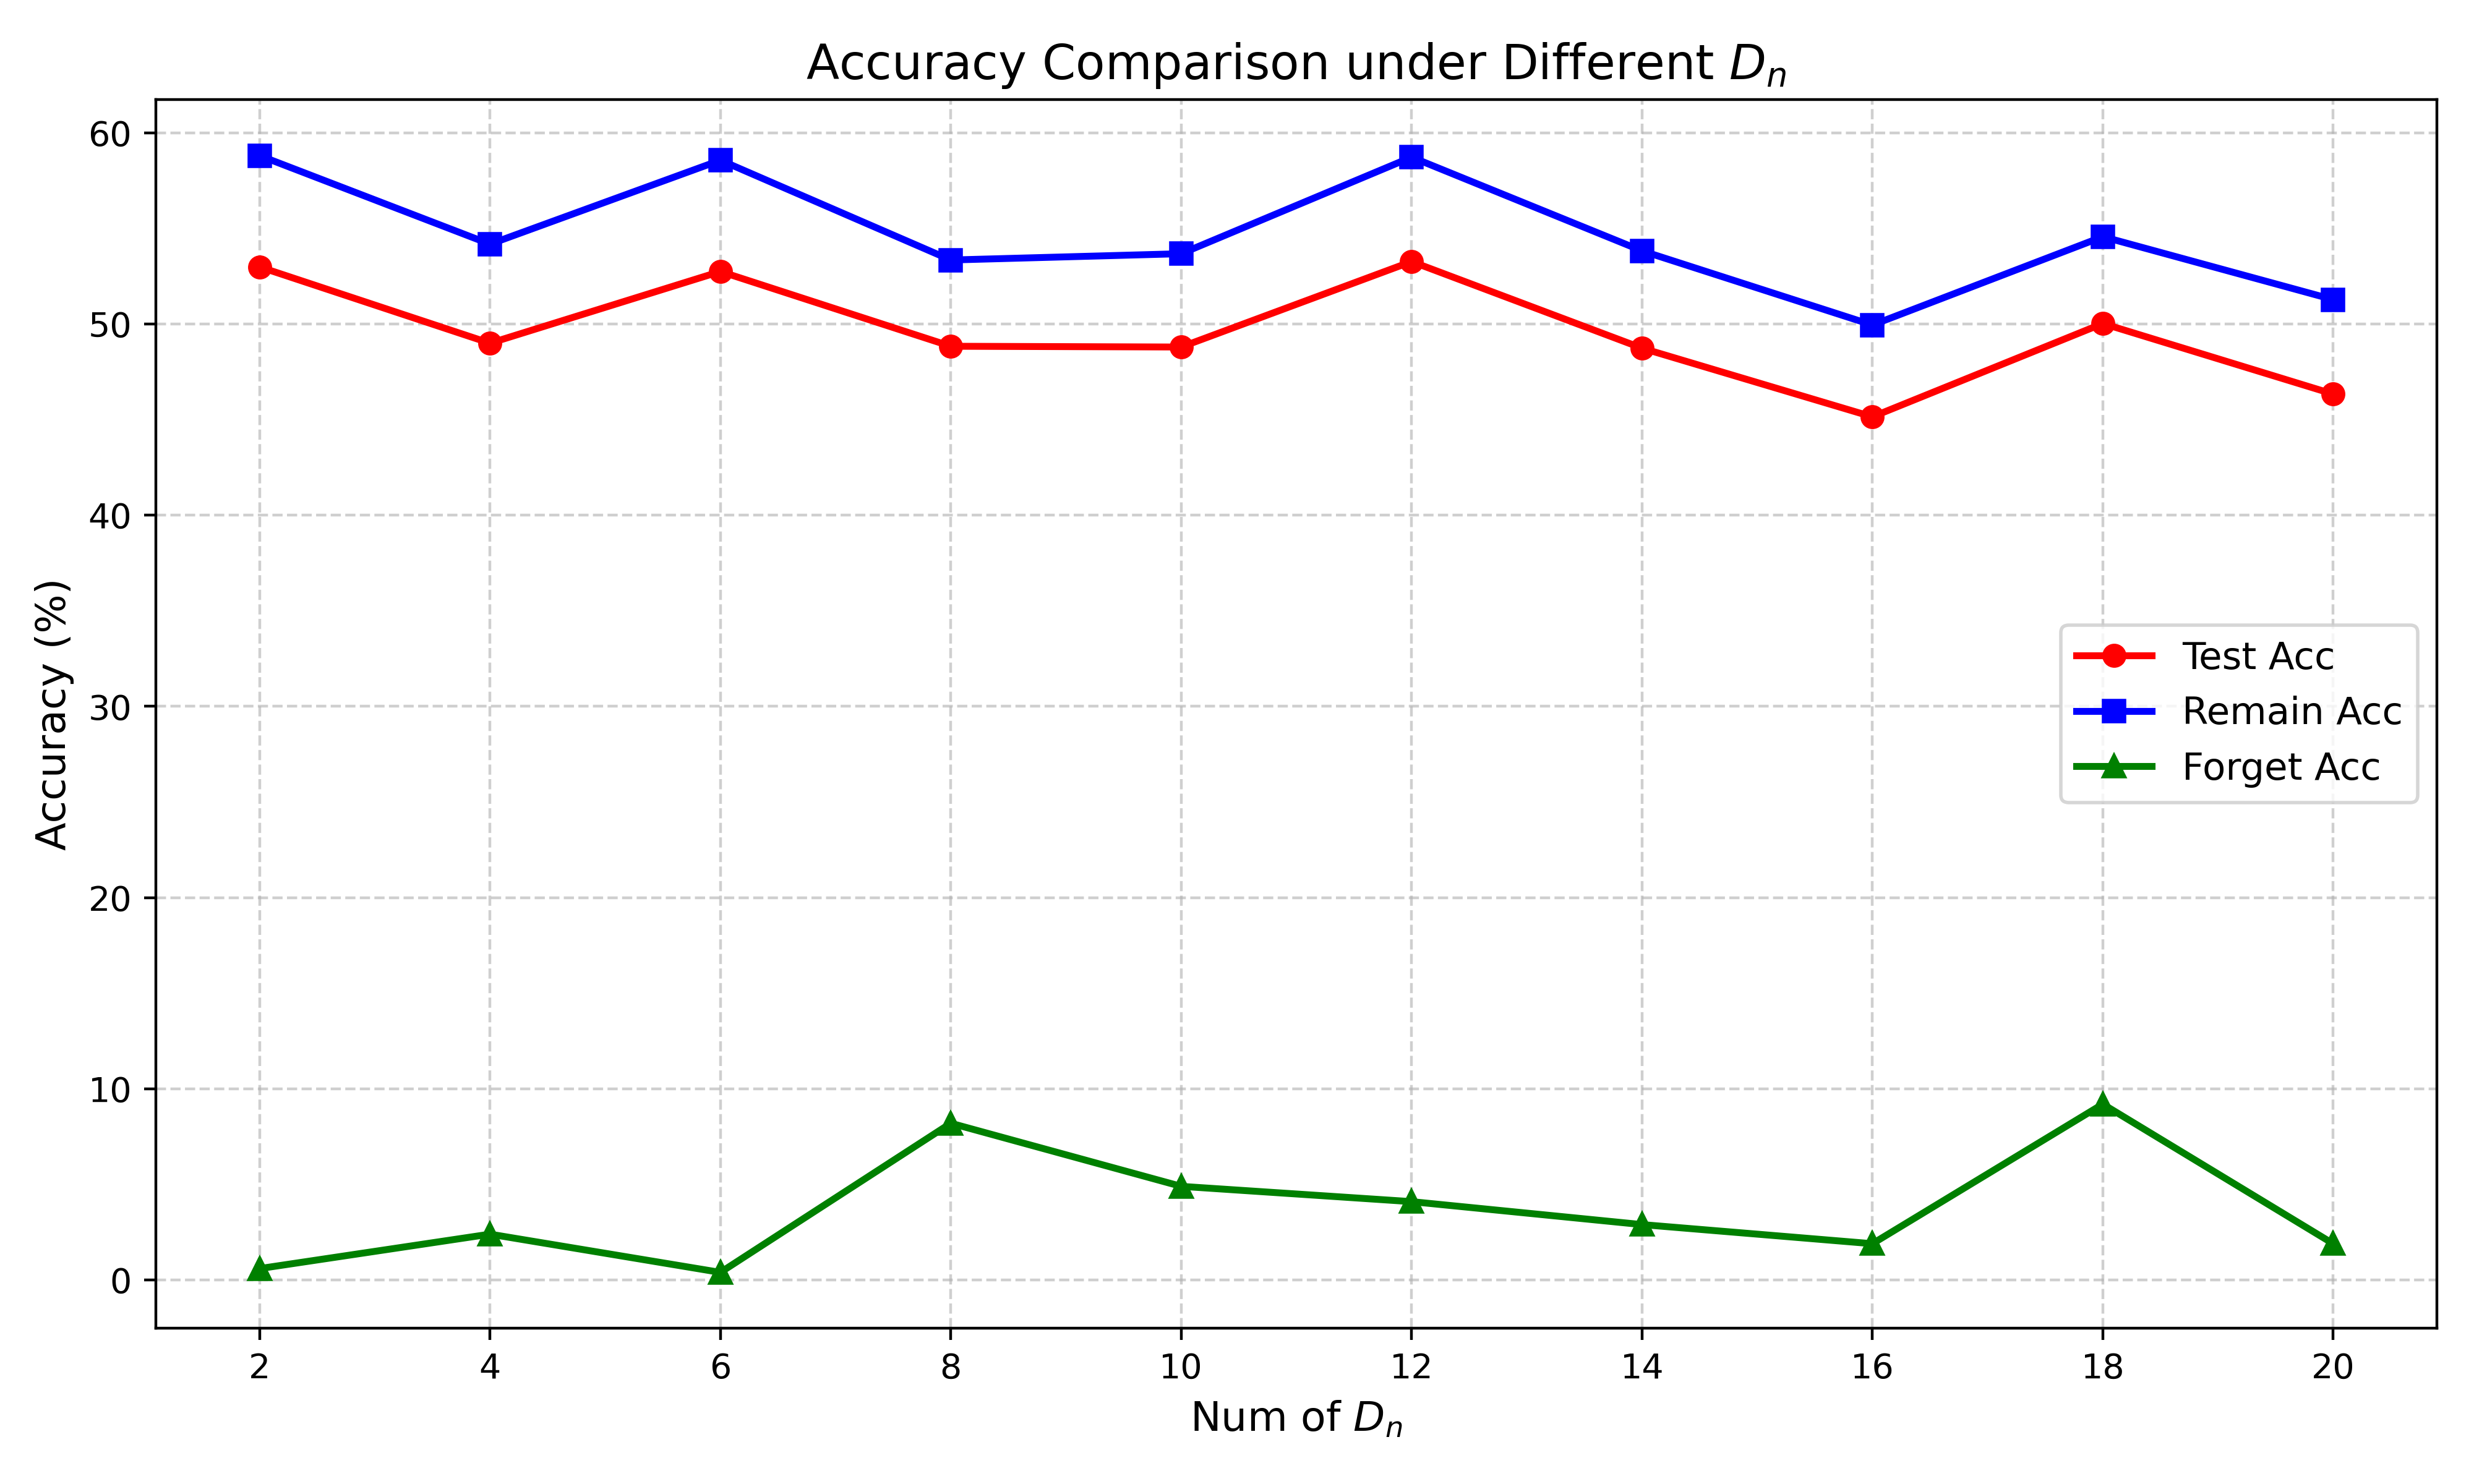 Accuracy Comparison under Different Dₙ
60
50
40
30
20
10
0
Accuracy (%)
Test Acc
Remain Acc
Forget Acc
2 4 6 8 10 12 14 16 18 20
Num of Dₙ